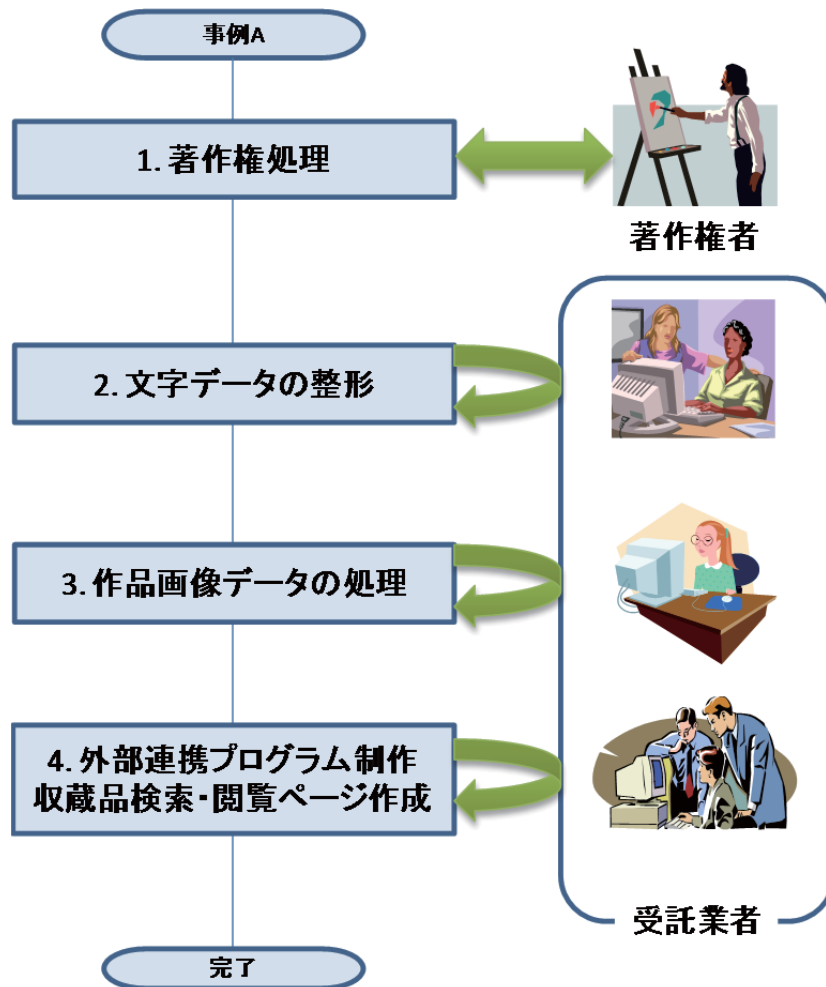 事例A
1.著作権処理
著作権者
2.文字データの整形
3.作品画像データの処理
4.外部連携プログラム制作
収蔵品検索・閲覧ページ作成
受託業者
完了